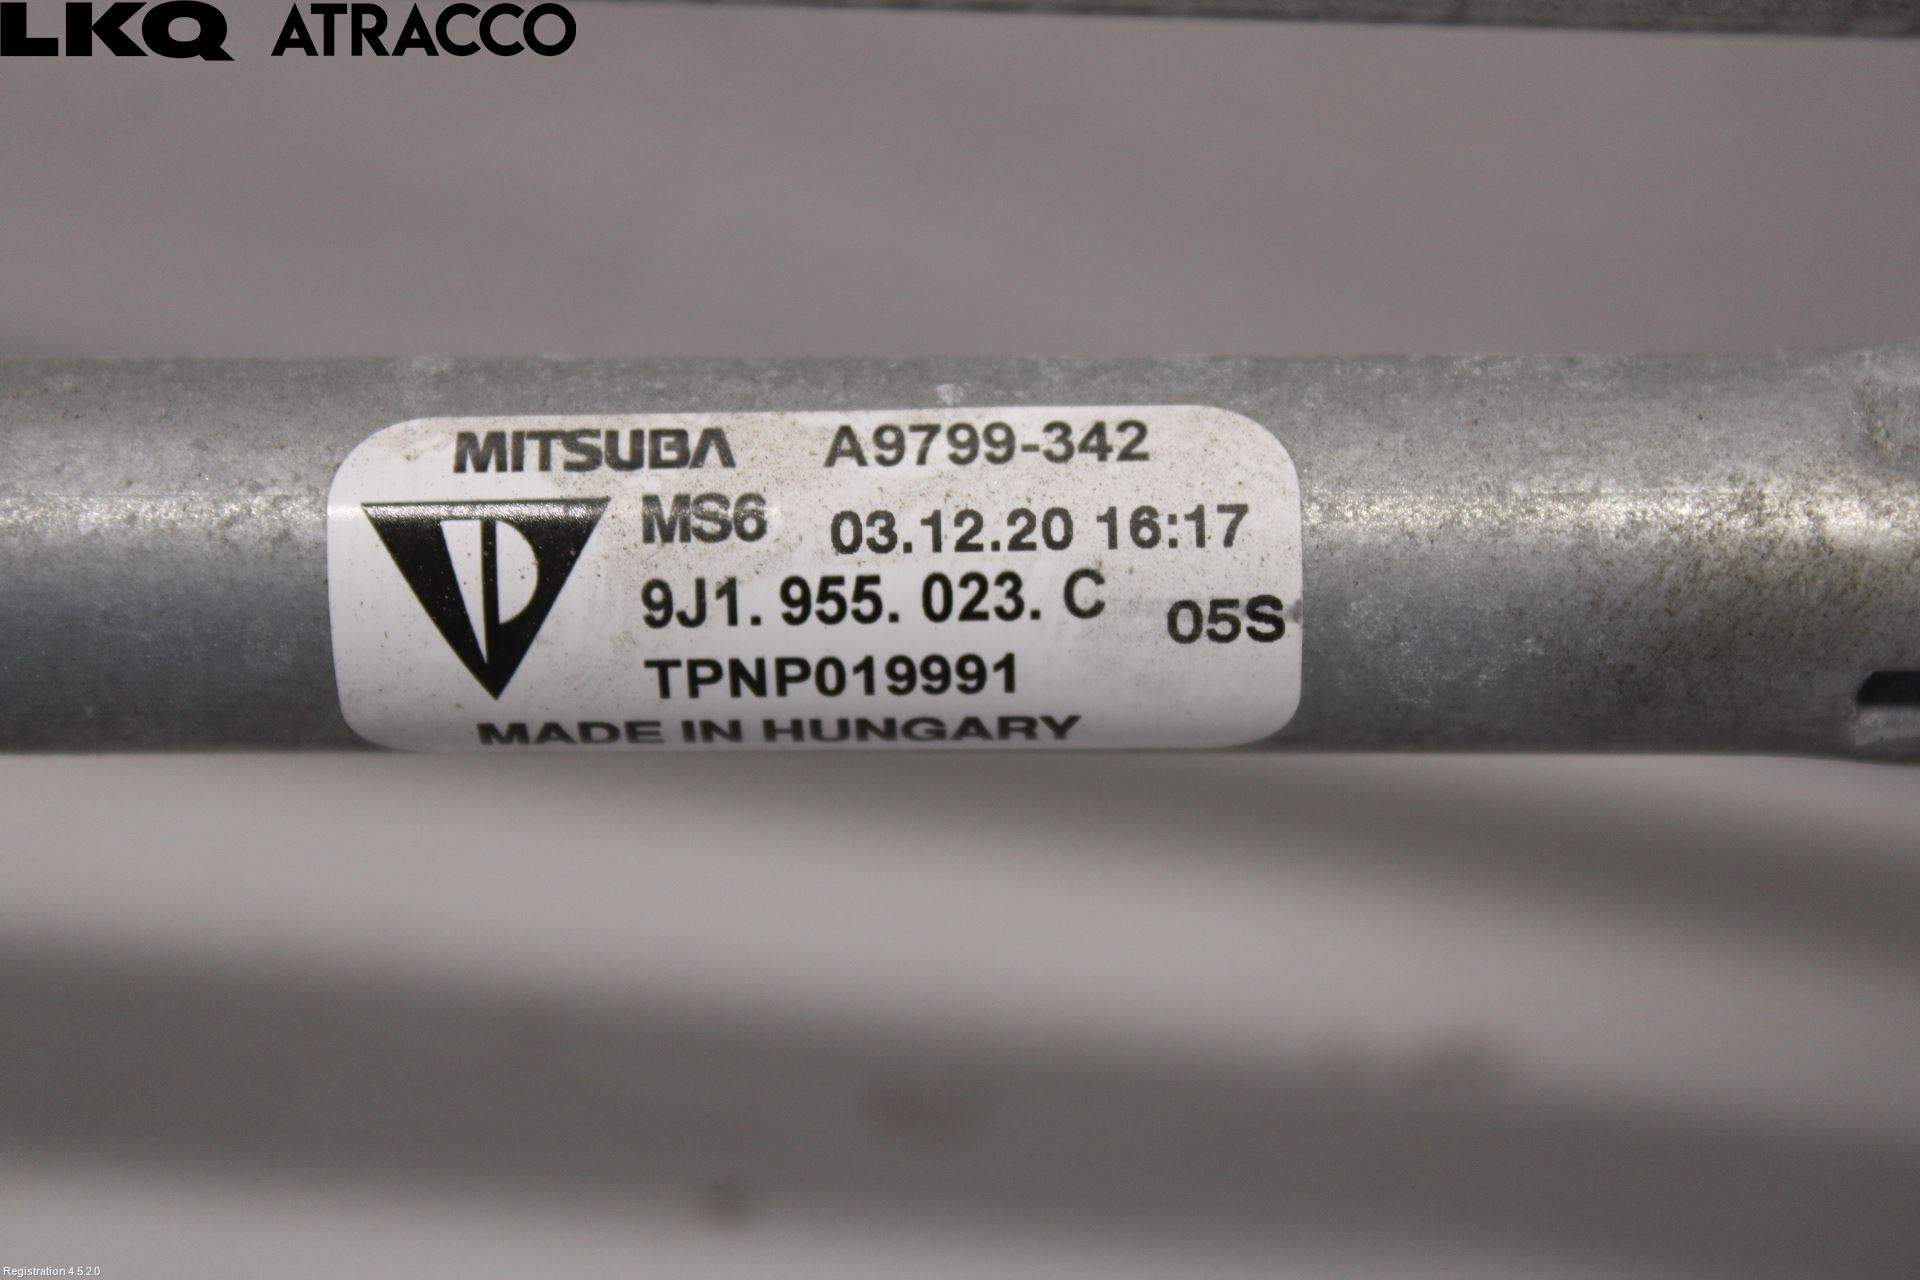 LKQ ATRACCO
MITSUBA A9799-342
MS6 03.12.20 16:17
9J1. 955. 023. C 05S
TPNP019991
MADE IN HUNGARY
Registration 4.5.2.0